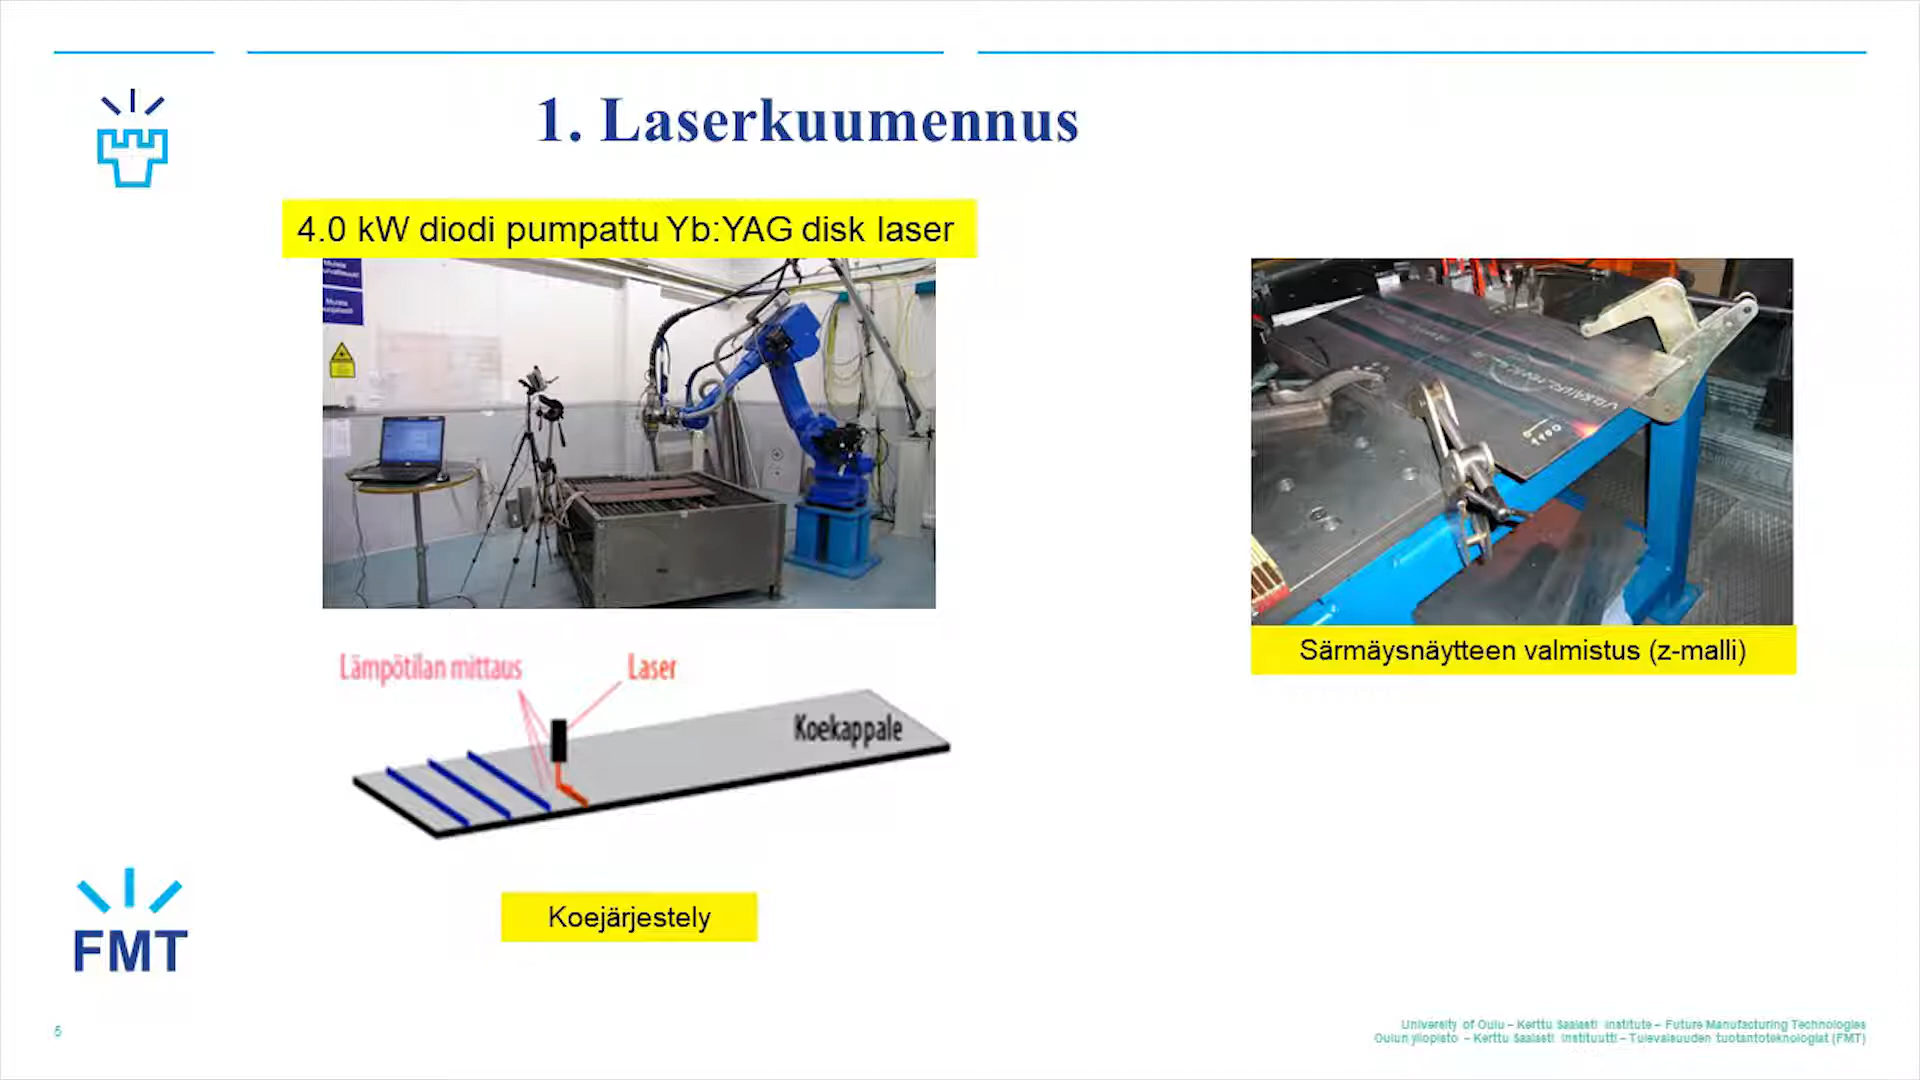 1. Laserkuumennus
4.0 kW diodi pumpattu Yb:YAG disk laser
Muista
Muista
Särmäysnäytteen valmistus (z-malli)
Lämpötilan mittaus
Laser
Koekappale
Koejärjestely
FMT
5
University of Oulu – Kerttu Saalasti Institute – Future Manufacturing Technologies
Oulun yliopisto – Kerttu Saalasti Instituutti – Tulevaisuuden tuotantoteknologiat (FMT)